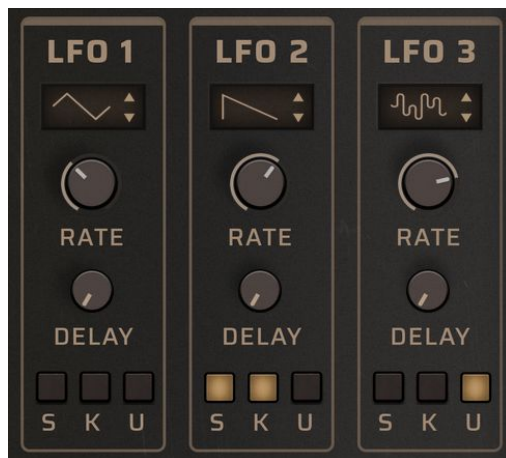 LFO 1
RATE
DELAY
S K U
LFO 2
RATE
DELAY
S K U
LFO 3
RATE
DELAY
S K U